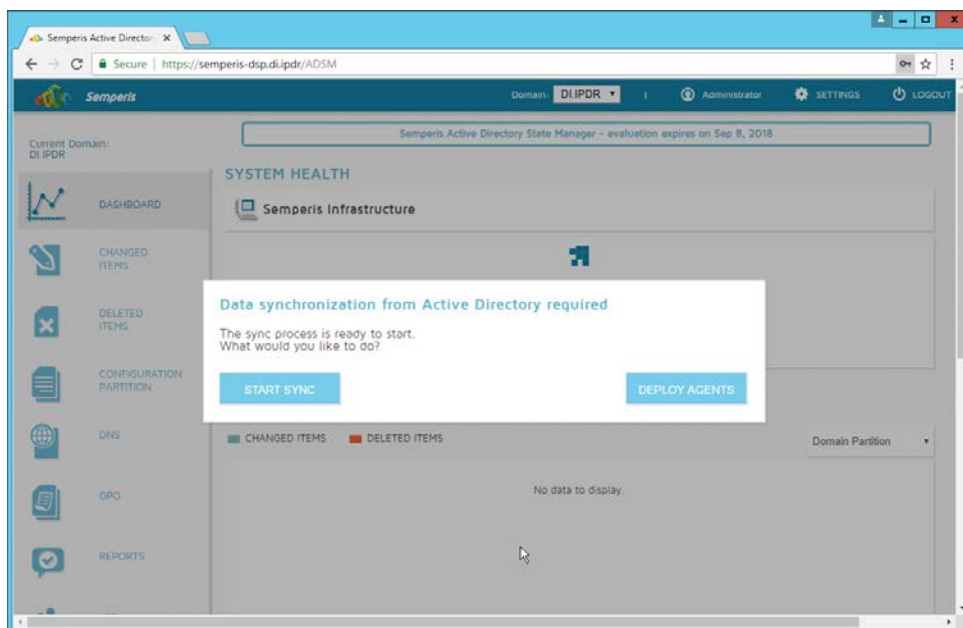 Semperis Active Director
Secure | https://semperis-dsp.di.ipdr/ADSM
Semperis
Domain: DI.IPDR
Administrator
SETTINGS
LOGOUT
Current Domain:
DI.IPDR
Semperis Active Directory State Manager - evaluation expires on Sep 8, 2018
SYSTEM HEALTH
DASHBOARD
Semperis Infrastructure
CHANGED
ITEMS
DELETED
ITEMS
Data synchronization from Active Directory required
The sync process is ready to start.
What would you like to do?
START SYNC
DEPLOY AGENTS
CONFIGURATION
PARTITION
DNS
CHANGED ITEMS
DELETED ITEMS
Domain Partition
No data to display.
GPO
REPORTS